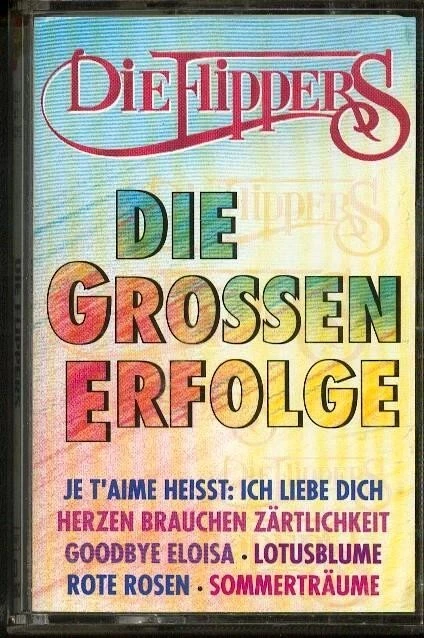 Die Flippers
DIE
GROSSEN
ERFOLGE
JE T'AIME HEISST: ICH LIEBE DICH
HERZEN BRAUCHEN ZÄRTLICHKEIT
GOODBYE ELOISA · LOTUSBLUME
ROTE ROSEN · SOMMERTRÄUME